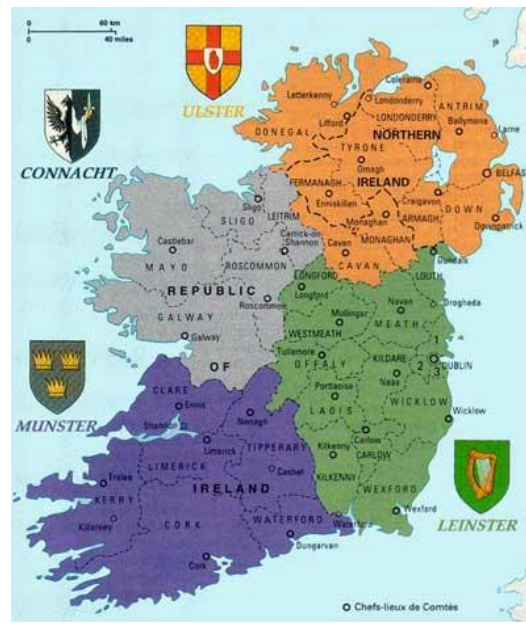 0 60 km
0 40 miles
ULSTER
CONNACHT
MUNSTER
LEINSTER
Coleraine
Letterkenny
Londonderry
ANTRIM
Lifford
LONDONDERRY
Ballymena
Larne
DONEGAL
NORTHERN
TYRONE
Omagh
BELFAST
IRELAND
FERMANAGH
Enniskillen
Craigavon
DOWN
ARMAGH
Downpatrick
Monaghan
MONAGHAN
Cavan
CAVAN
Sligo
SLIGO
LEITRIM
Carrick-on
Shannon
Castlebar
MAYO
ROSCOMMON
REPUBLIC
Roscommon
GALWAY
Galway
OF
Dundalk
LOUTH
LONGFORD
Longford
Drogheda
Navan
MEATH
Mullingar
WESTMEATH
Tullamore
OFFALY
KILDARE
1
2
3
DUBLIN
Naas
Portlaoise
LAOIS
WICKLOW
Wicklow
Carlow
CARLOW
Kilkenny
KILKENNY
WEXFORD
Wexford
CLARE
Ennis
Shannon
Nenagh
Limerick
TIPPERARY
LIMERICK
Cashel
Tralee
IRELAND
KERRY
Killarney
CORK
WATERFORD
Waterford
Dungarvan
Cork
Chefs-lieux de Comtés